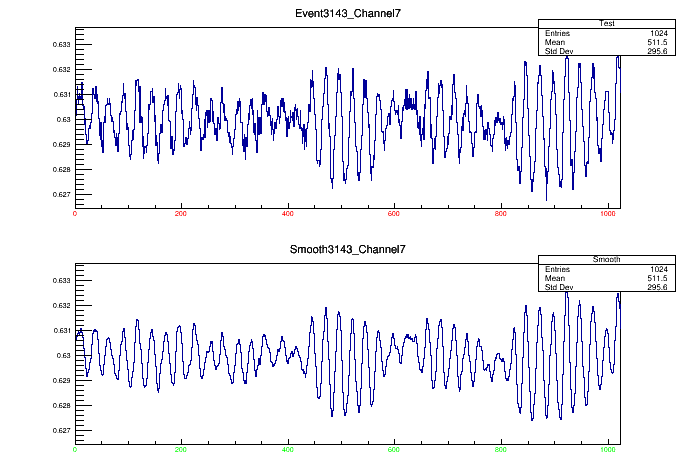 Event3143_Channel7
Test
Entries 1024
Mean 511.5
Std Dev 295.6
0.633
0.632
0.631
0.63
0.629
0.628
0.627
0 200 400 600 800 1000
Smooth3143_Channel7
Smooth
Entries 1024
Mean 511.5
Std Dev 295.6
0.633
0.632
0.631
0.63
0.629
0.628
0.627
0 200 400 600 800 1000